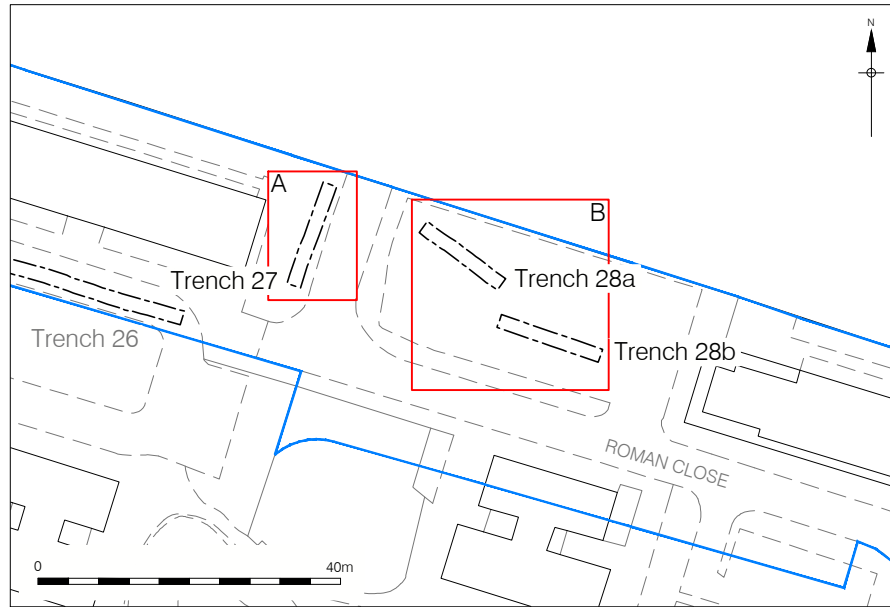 N
A
B
Trench 27
Trench 28a
Trench 26
Trench 28b
ROMAN CLOSE
0 40m